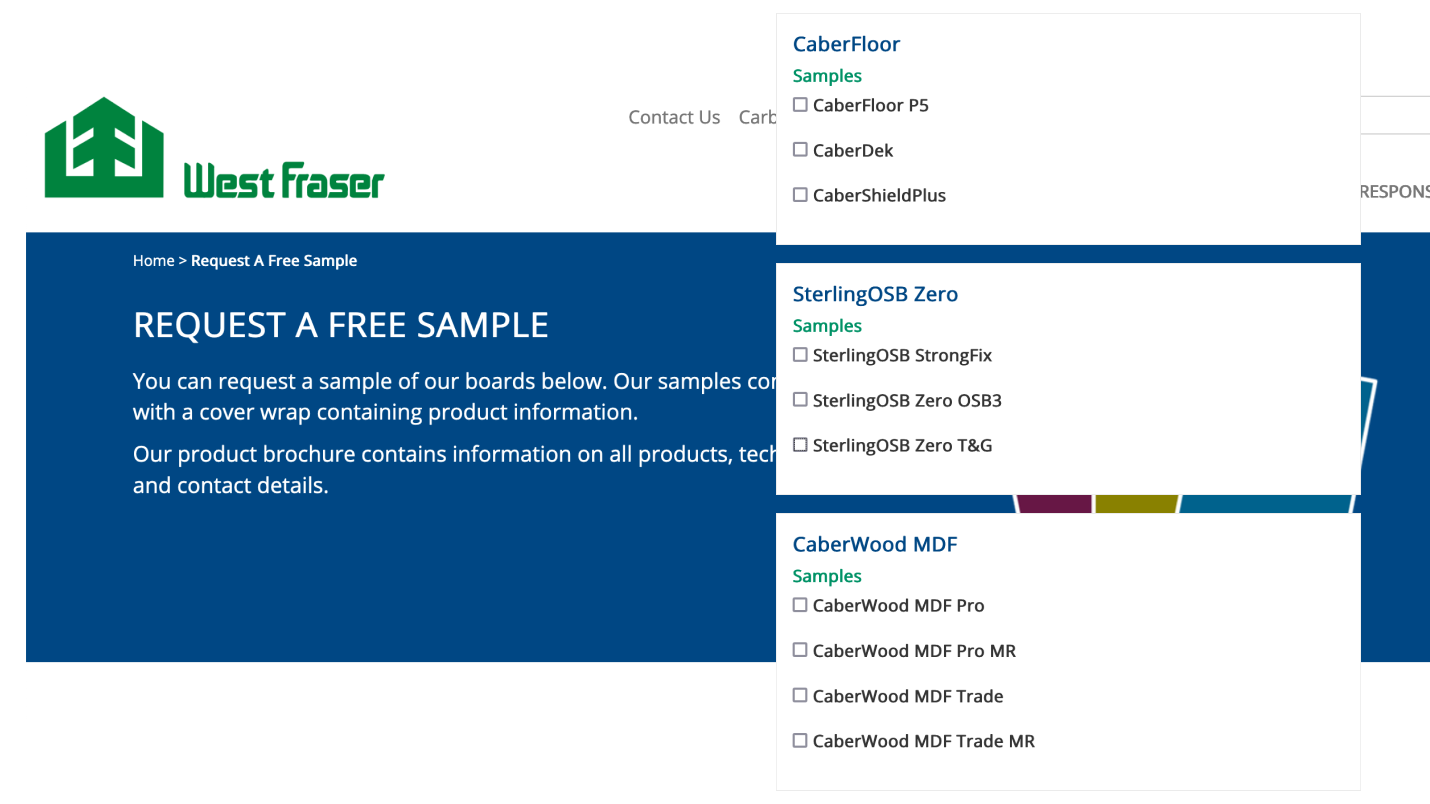 Contact Us Carb
West Fraser
RESPONS
Home > Request A Free Sample
REQUEST A FREE SAMPLE
You can request a sample of our boards below. Our samples con
with a cover wrap containing product information.
Our product brochure contains information on all products, tech
and contact details.
CaberFloor
Samples
CaberFloor P5
CaberDek
CaberShieldPlus
SterlingOSB Zero
Samples
SterlingOSB StrongFix
SterlingOSB Zero OSB3
SterlingOSB Zero T&G
CaberWood MDF
Samples
CaberWood MDF Pro
CaberWood MDF Pro MR
CaberWood MDF Trade
CaberWood MDF Trade MR